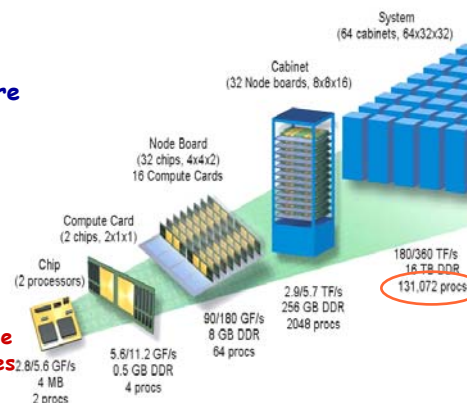 System
(64 cabinets, 64x32x32)
Cabinet
(32 Node boards, 8x8x16)
re
Node Board
(32 chips, 4x4x2)
16 Compute Cards
Compute Card
(2 chips, 2x1x1)
Chip
(2 processors)
180/360 TF/s
16 TB DDR
131,072 procs
2.9/5.7 TF/s
256 GB DDR
2048 procs
90/180 GF/s
8 GB DDR
64 procs
5.6/11.2 GF/s
0.5 GB DDR
4 procs
e
es
2.8/5.6 GF/s
4 MB
2 procs